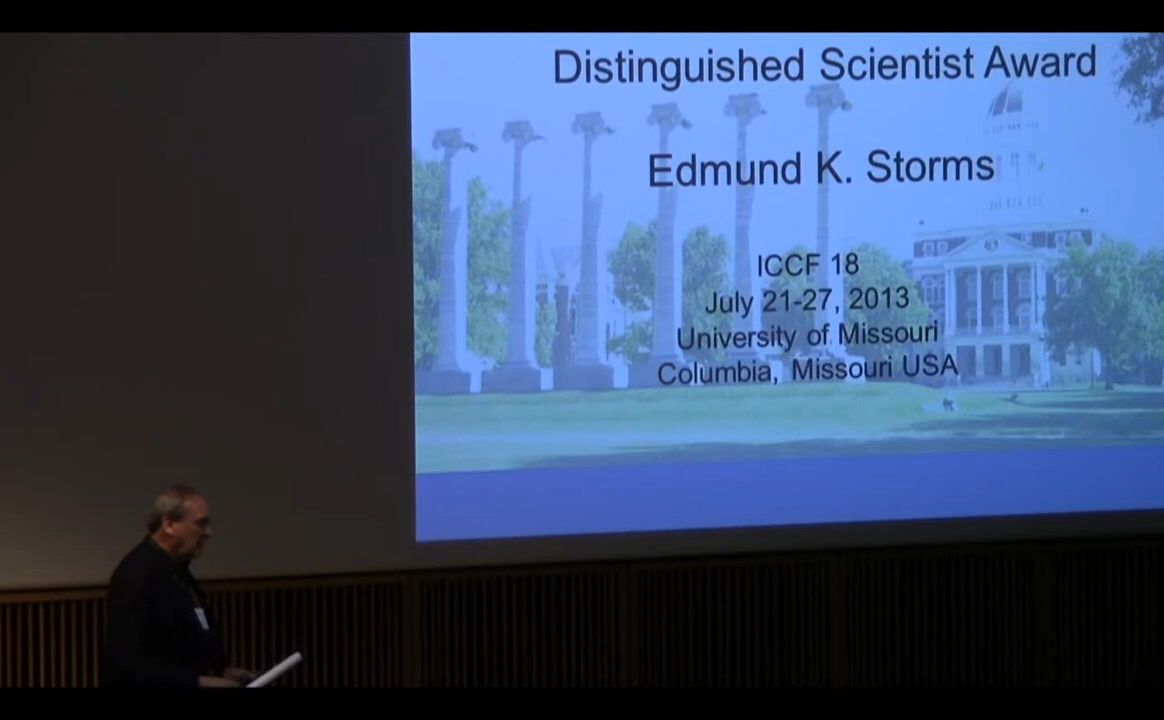 Distinguished Scientist Award
Edmund K. Storms
ICCF 18
July 21-27, 2013
University of Missouri
Columbia, Missouri USA